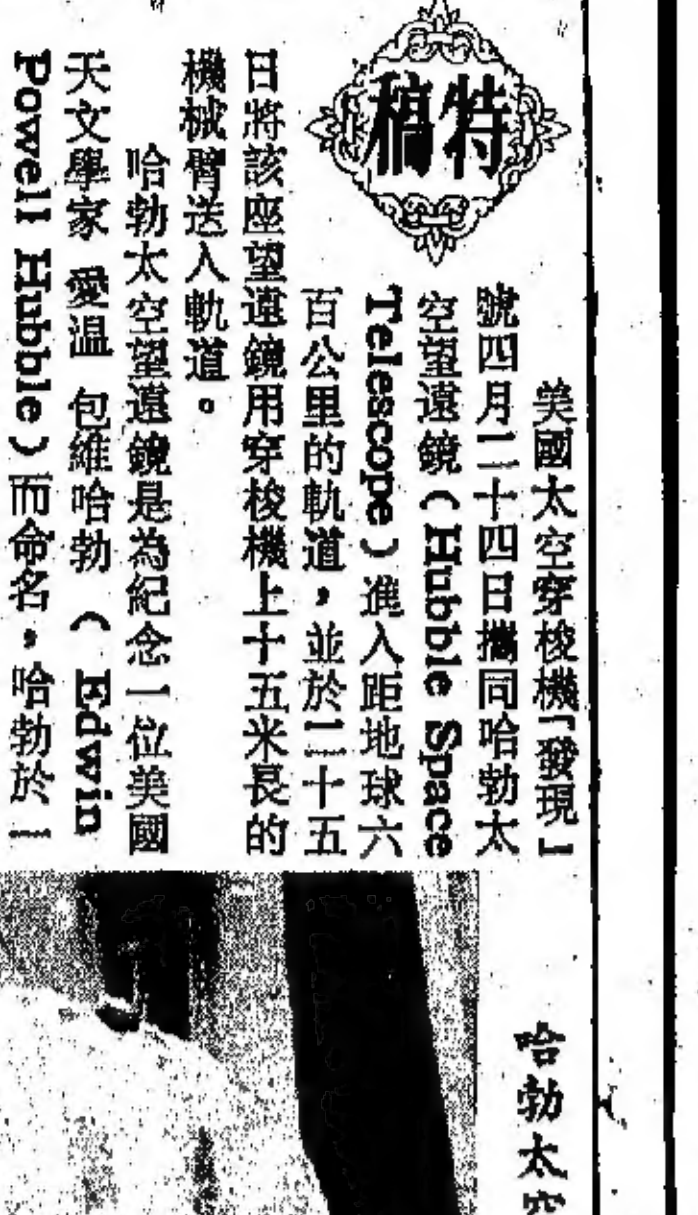 特稿
美國太空穿梭機「發現」
號四月二十四日攜同哈勃太
空望遠鏡(Hubble Space
Telescope)進入距地球六
百公里的軌道,並於二十五
日將該座望遠鏡用穿梭機上十五米長的
機械臂送入軌道。
哈勃太空望遠鏡是為紀念一位美國
天文學家 愛溫 包維哈勃 (Edwin
Powell Hubble)而命名。哈勃於一
哈勃太空